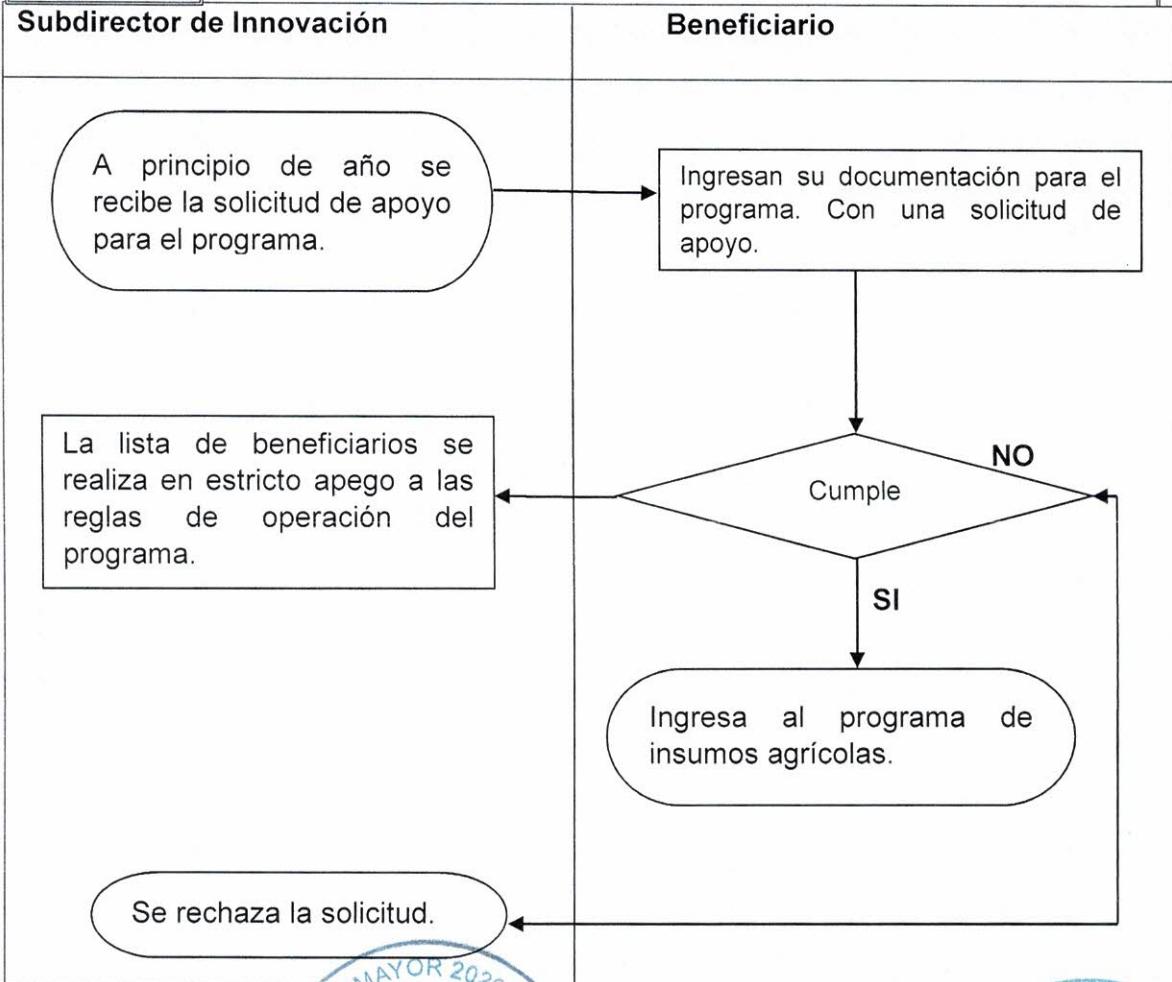 Subdirector de Innovación
Beneficiario
A principio de año se
recibe la solicitud de apoyo
para el programa.
Ingresan su documentación para el
programa. Con una solicitud de
apoyo.
La lista de beneficiarios se
realiza en estricto apego a las
reglas de operación del
programa.
NO
Cumple
SI
Ingresa al programa de
insumos agrícolas.
Se rechaza la solicitud.
MAYOR